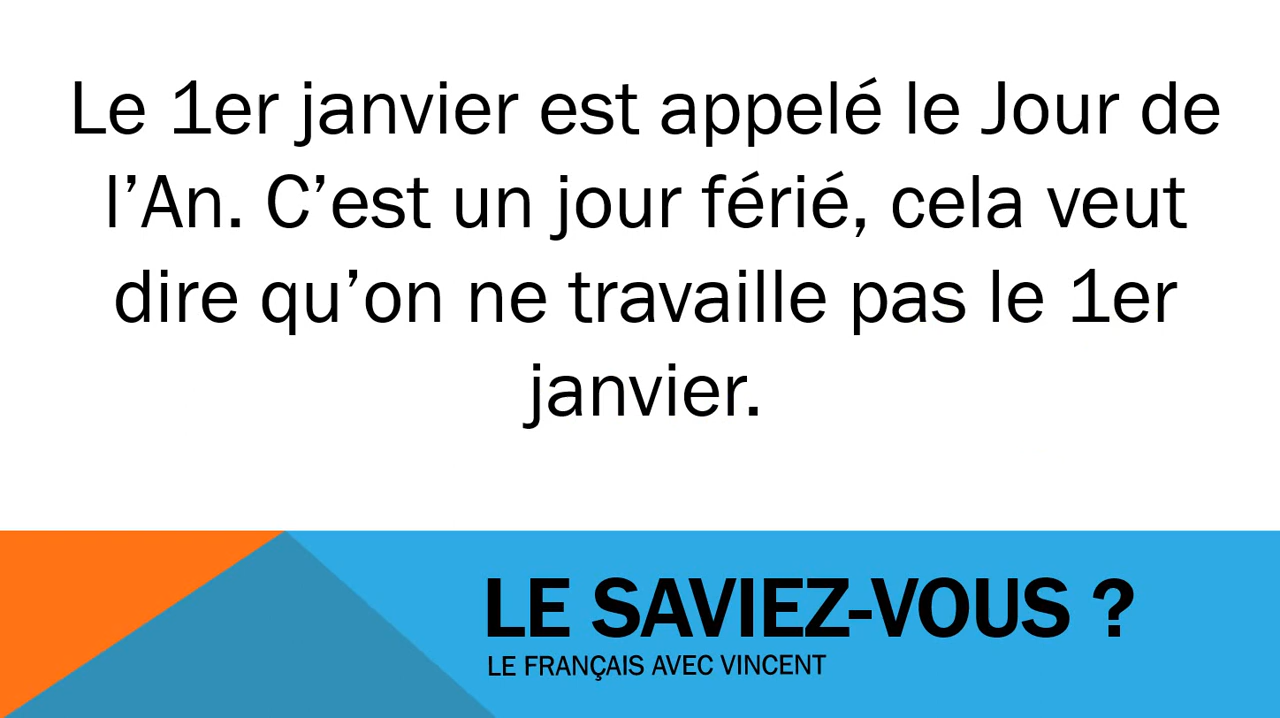 Le 1er janvier est appelé le Jour de
l’An. C’est un jour férié, cela veut
dire qu’on ne travaille pas le 1er
janvier.
LE SAVIEZ-VOUS ?
LE FRANÇAIS AVEC VINCENT